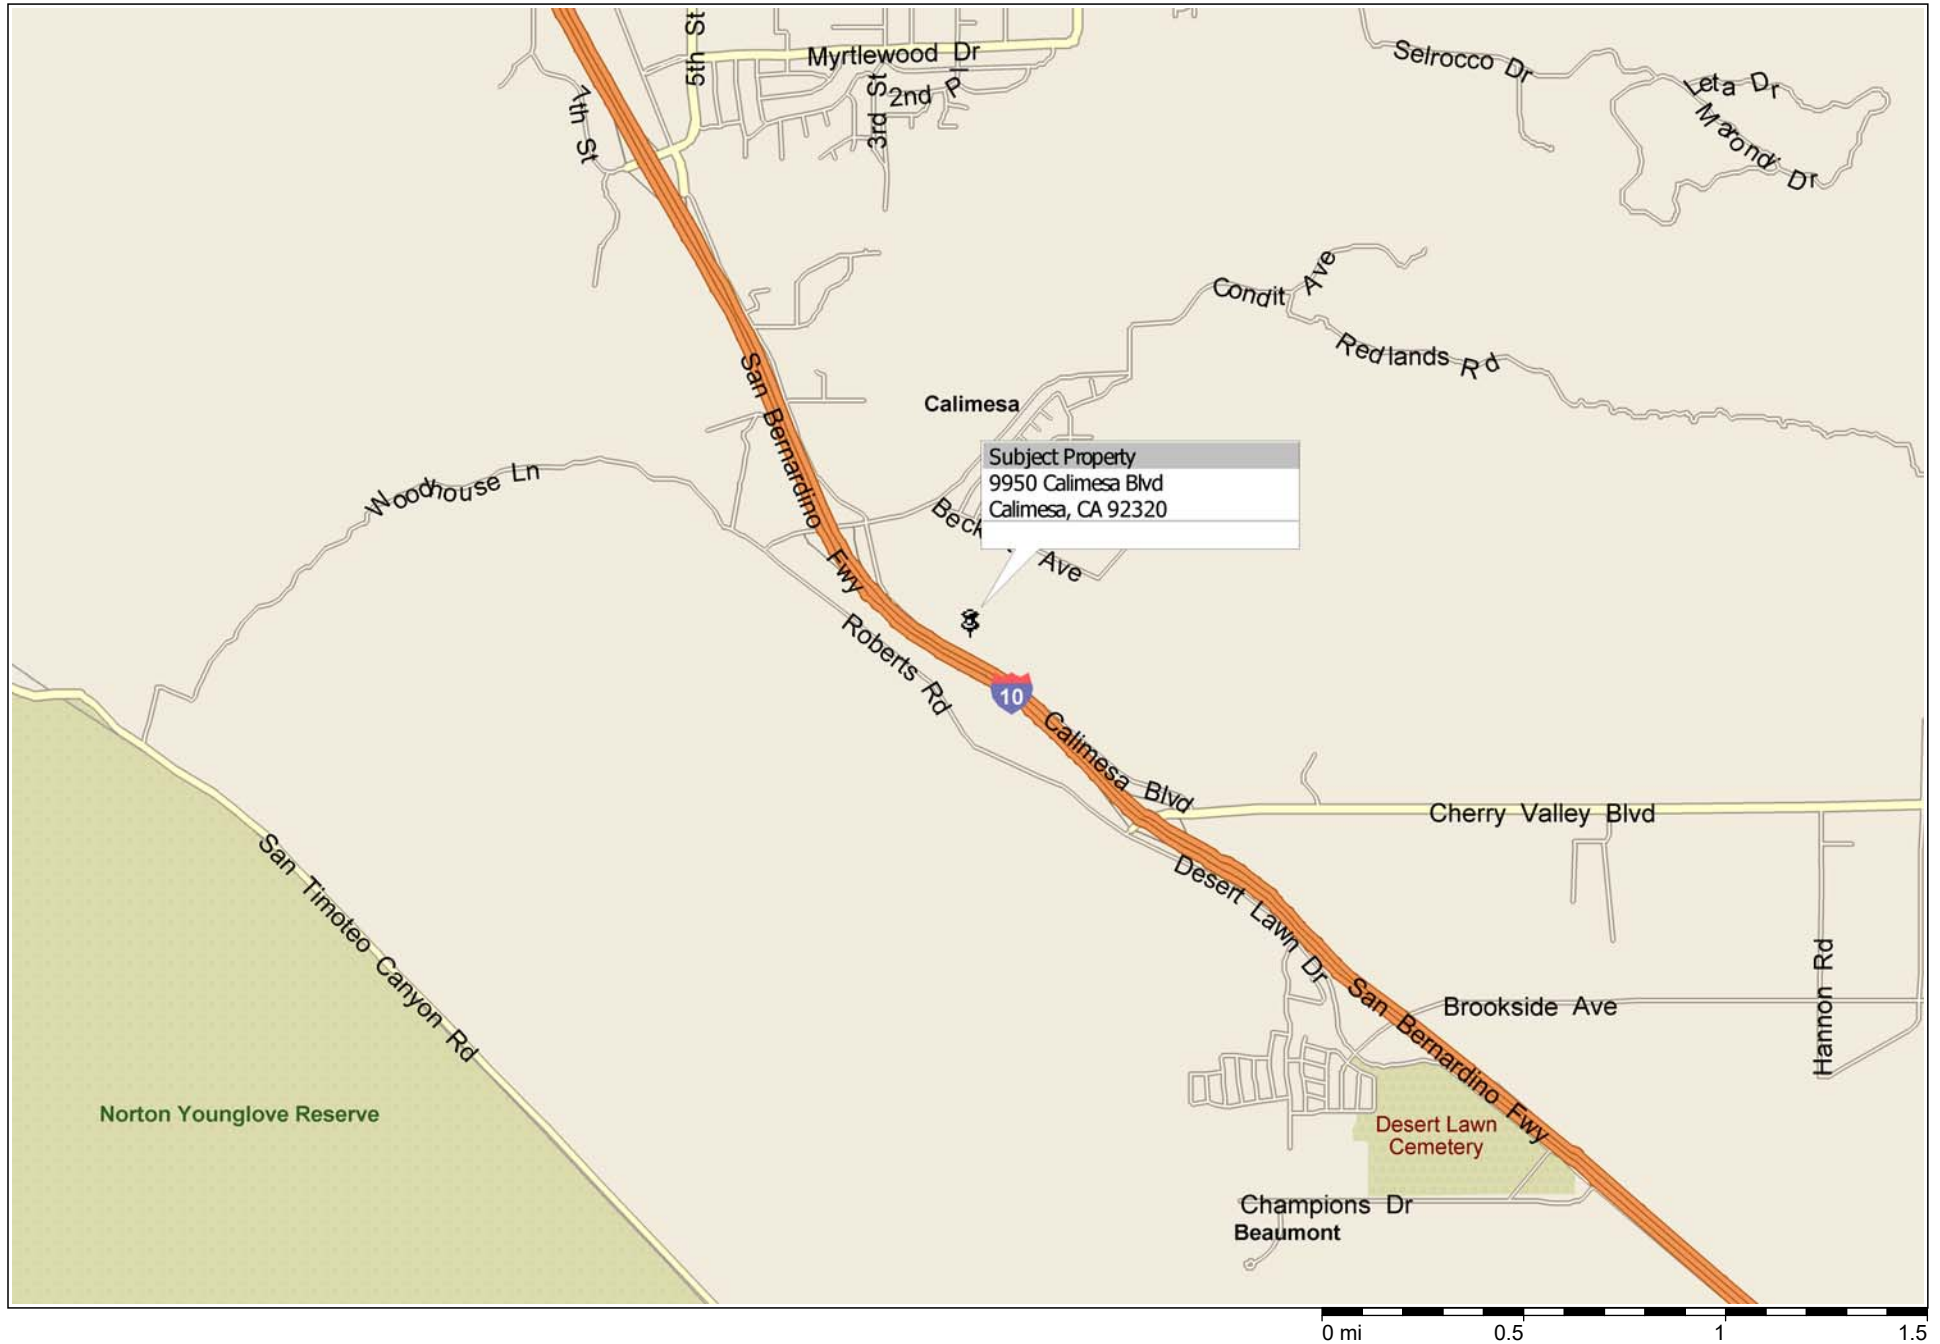 5th St
Myrtlewood Dr
Selrocco Dr
Leta Dr
7th St
3rd St
2nd Pl
Marondi Dr
Condit Ave
Redlands Rd
San Bernardino Fwy
Calimesa
Subject Property
9950 Calimesa Blvd
Calimesa, CA 92320
Woodhouse Ln
Ave
Roberts Rd
10
Calimesa Blvd
Cherry Valley Blvd
San Timoteo Canyon Rd
Desert Lawn Dr
San Bernardino Fwy
Brookside Ave
Hannon Rd
Norton Younglove Reserve
Desert Lawn
Cemetery
Champions Dr
Beaumont
0 mi 0.5 1 1.5